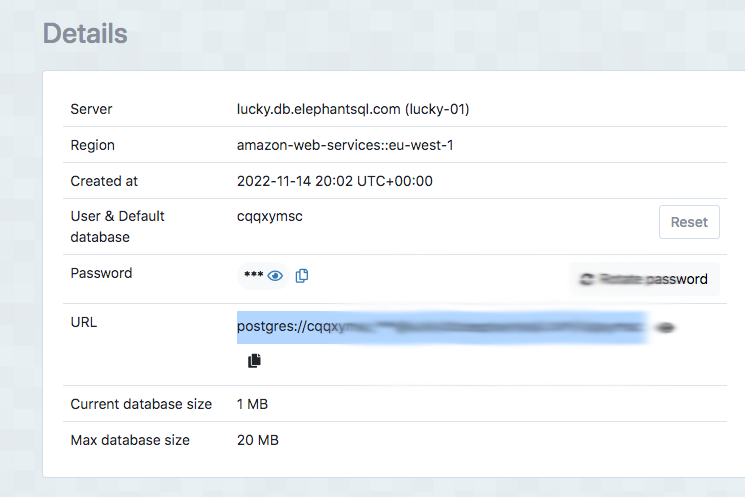 Details
Server lucky.db.elephantsql.com (lucky-01)
Region amazon-web-services::eu-west-1
Created at 2022-11-14 20:02 UTC+00:00
User & Default database cqqxymsc Reset
Password *** Rotate password
URL postgres://cqqxy
Current database size 1 MB
Max database size 20 MB